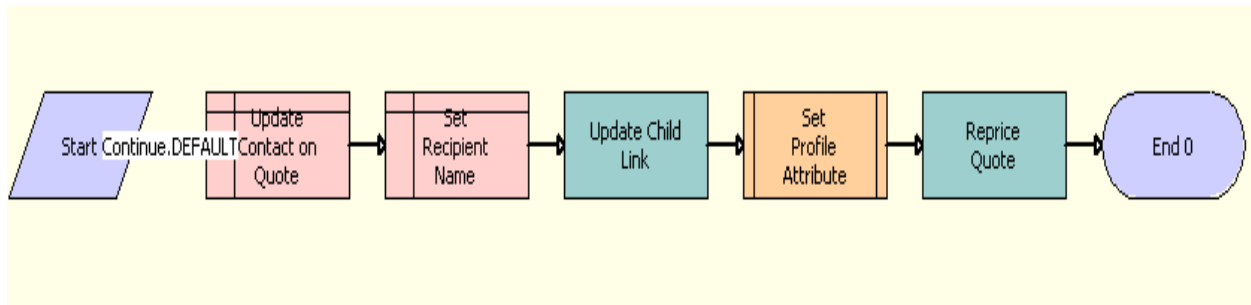 Start
Continue.DEFAULT
Update
Contact on
Quote
Set
Recipient
Name
Update Child
Link
Set
Profile
Attribute
Reprice
Quote
End 0